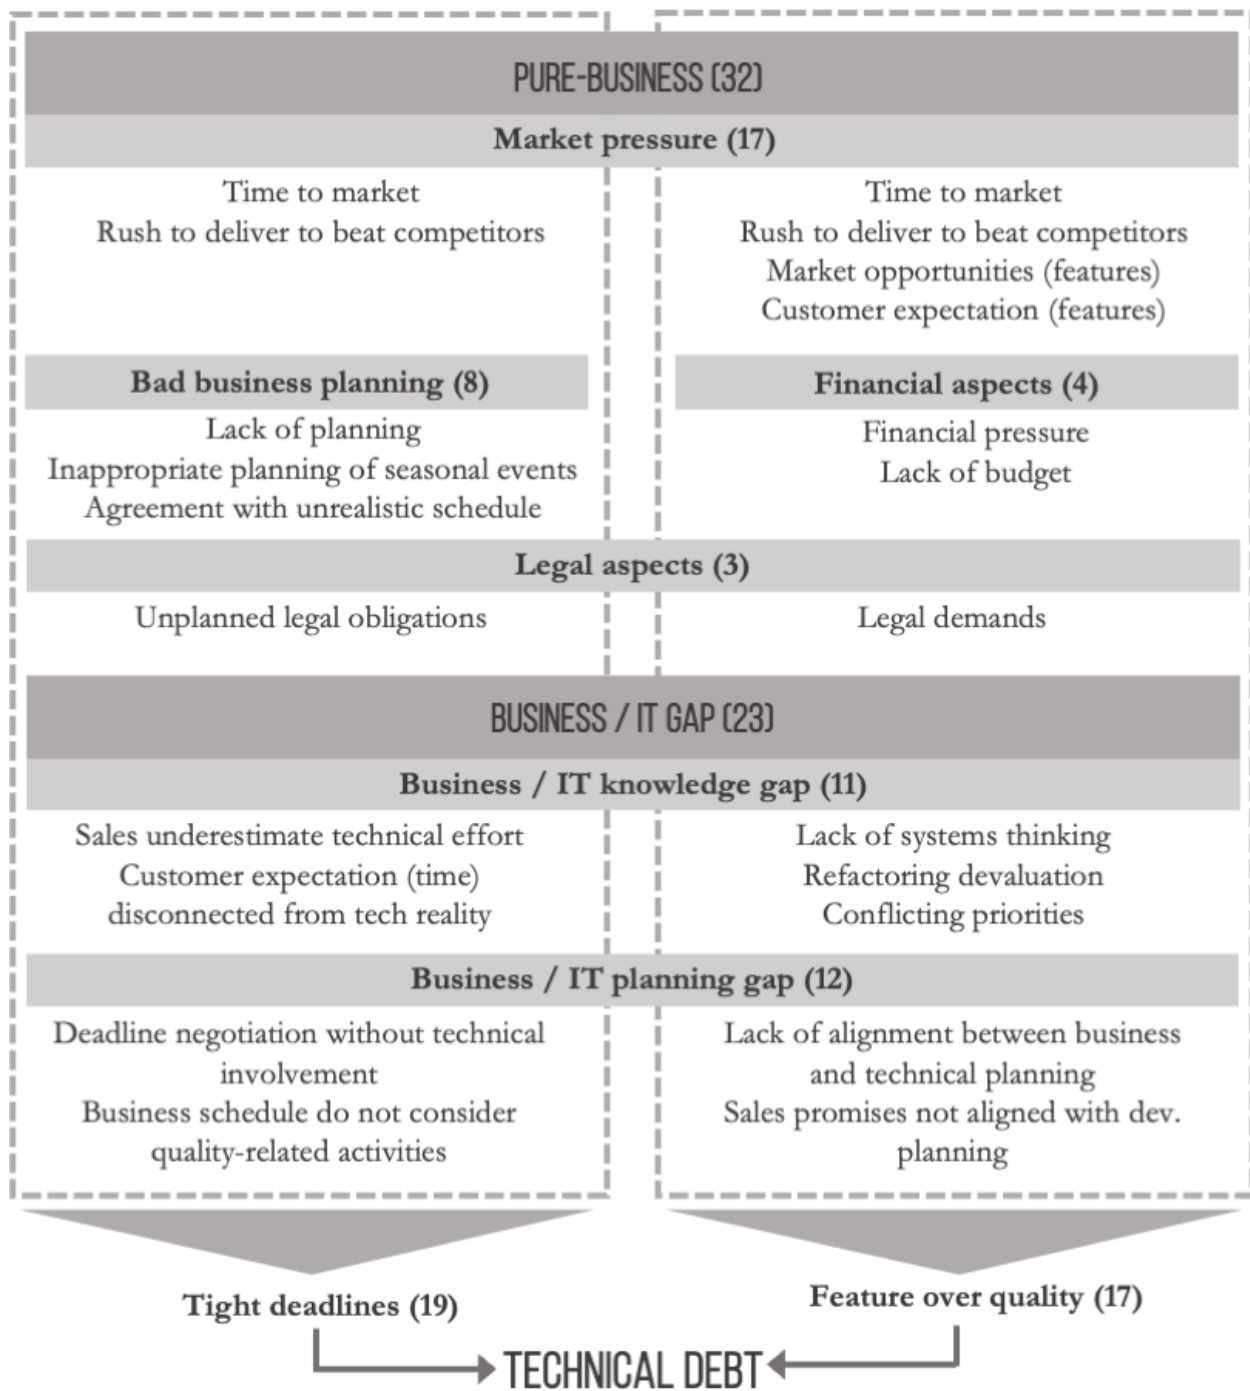 PURE-BUSINESS (32)
Market pressure (17)
Time to market
Rush to deliver to beat competitors
Time to market
Rush to deliver to beat competitors
Market opportunities (features)
Customer expectation (features)
Bad business planning (8)
Lack of planning
Inappropriate planning of seasonal events
Agreement with unrealistic schedule
Financial aspects (4)
Financial pressure
Lack of budget
Legal aspects (3)
Unplanned legal obligations
Legal demands
BUSINESS / IT GAP (23)
Business / IT knowledge gap (11)
Sales underestimate technical effort
Customer expectation (time)
disconnected from tech reality
Lack of systems thinking
Refactoring devaluation
Conflicting priorities
Business / IT planning gap (12)
Deadline negotiation without technical
involvement
Business schedule do not consider
quality-related activities
Lack of alignment between business
and technical planning
Sales promises not aligned with dev.
planning
Tight deadlines (19)
Feature over quality (17)
TECHNICAL DEBT